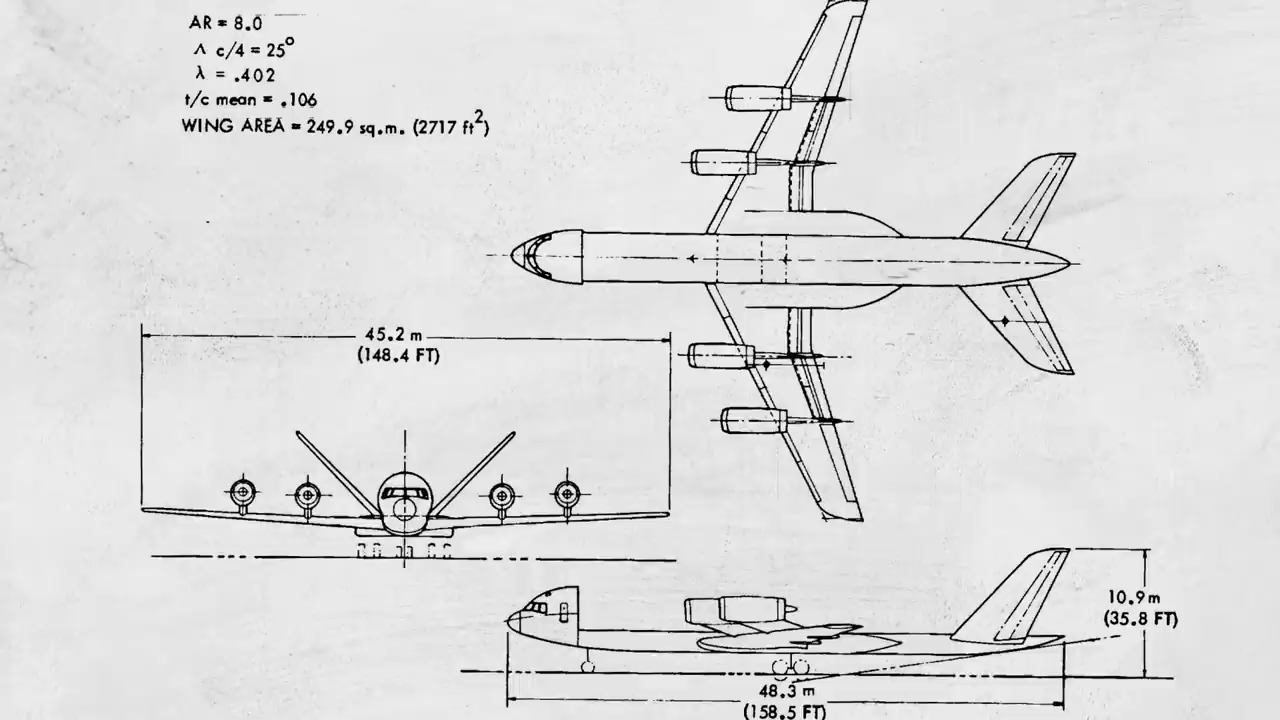 AR = 8.0
Λ c/4 = 25°
λ = .402
t/c mean = .106
WING AREA = 249.9 sq.m. (2717 ft²)
45.2 m
(148.4 FT)
10.9 m
(35.8 FT)
48.3 m
(158.5 FT)